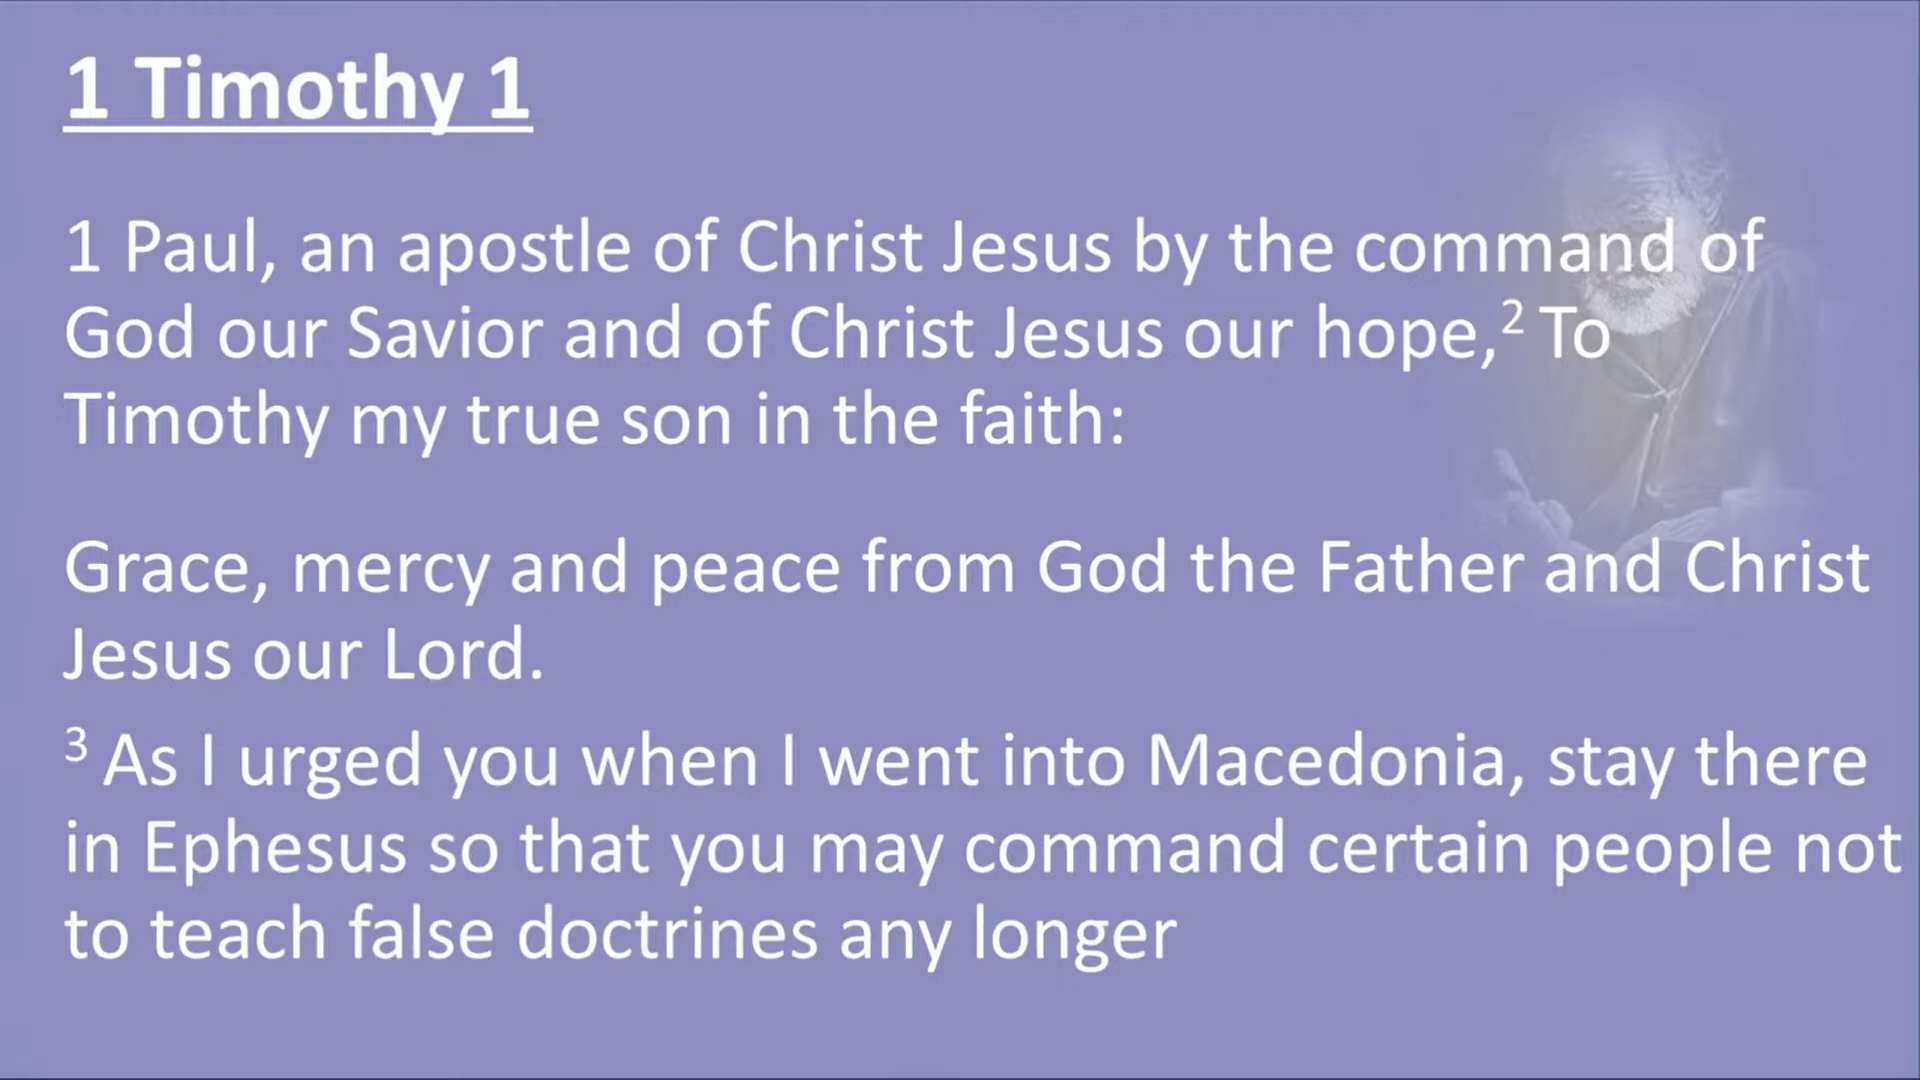 1 Timothy 1
1 Paul, an apostle of Christ Jesus by the command of
God our Savior and of Christ Jesus our hope,² To
Timothy my true son in the faith:
Grace, mercy and peace from God the Father and Christ
Jesus our Lord.
³ As I urged you when I went into Macedonia, stay there
in Ephesus so that you may command certain people not
to teach false doctrines any longer